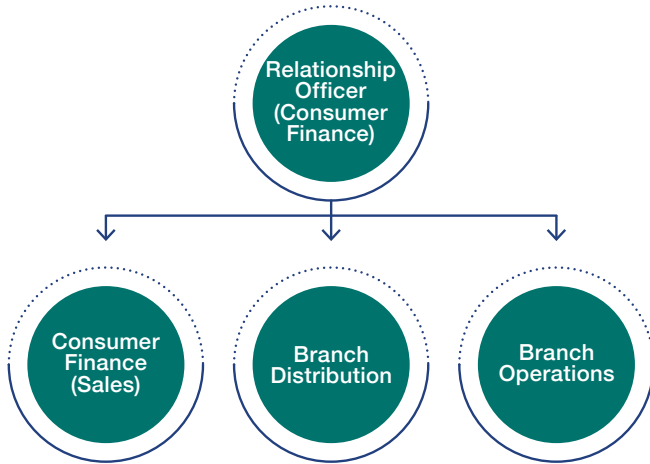 Relationship
Officer
(Consumer
Finance)
Consumer
Finance
(Sales)
Branch
Distribution
Branch
Operations